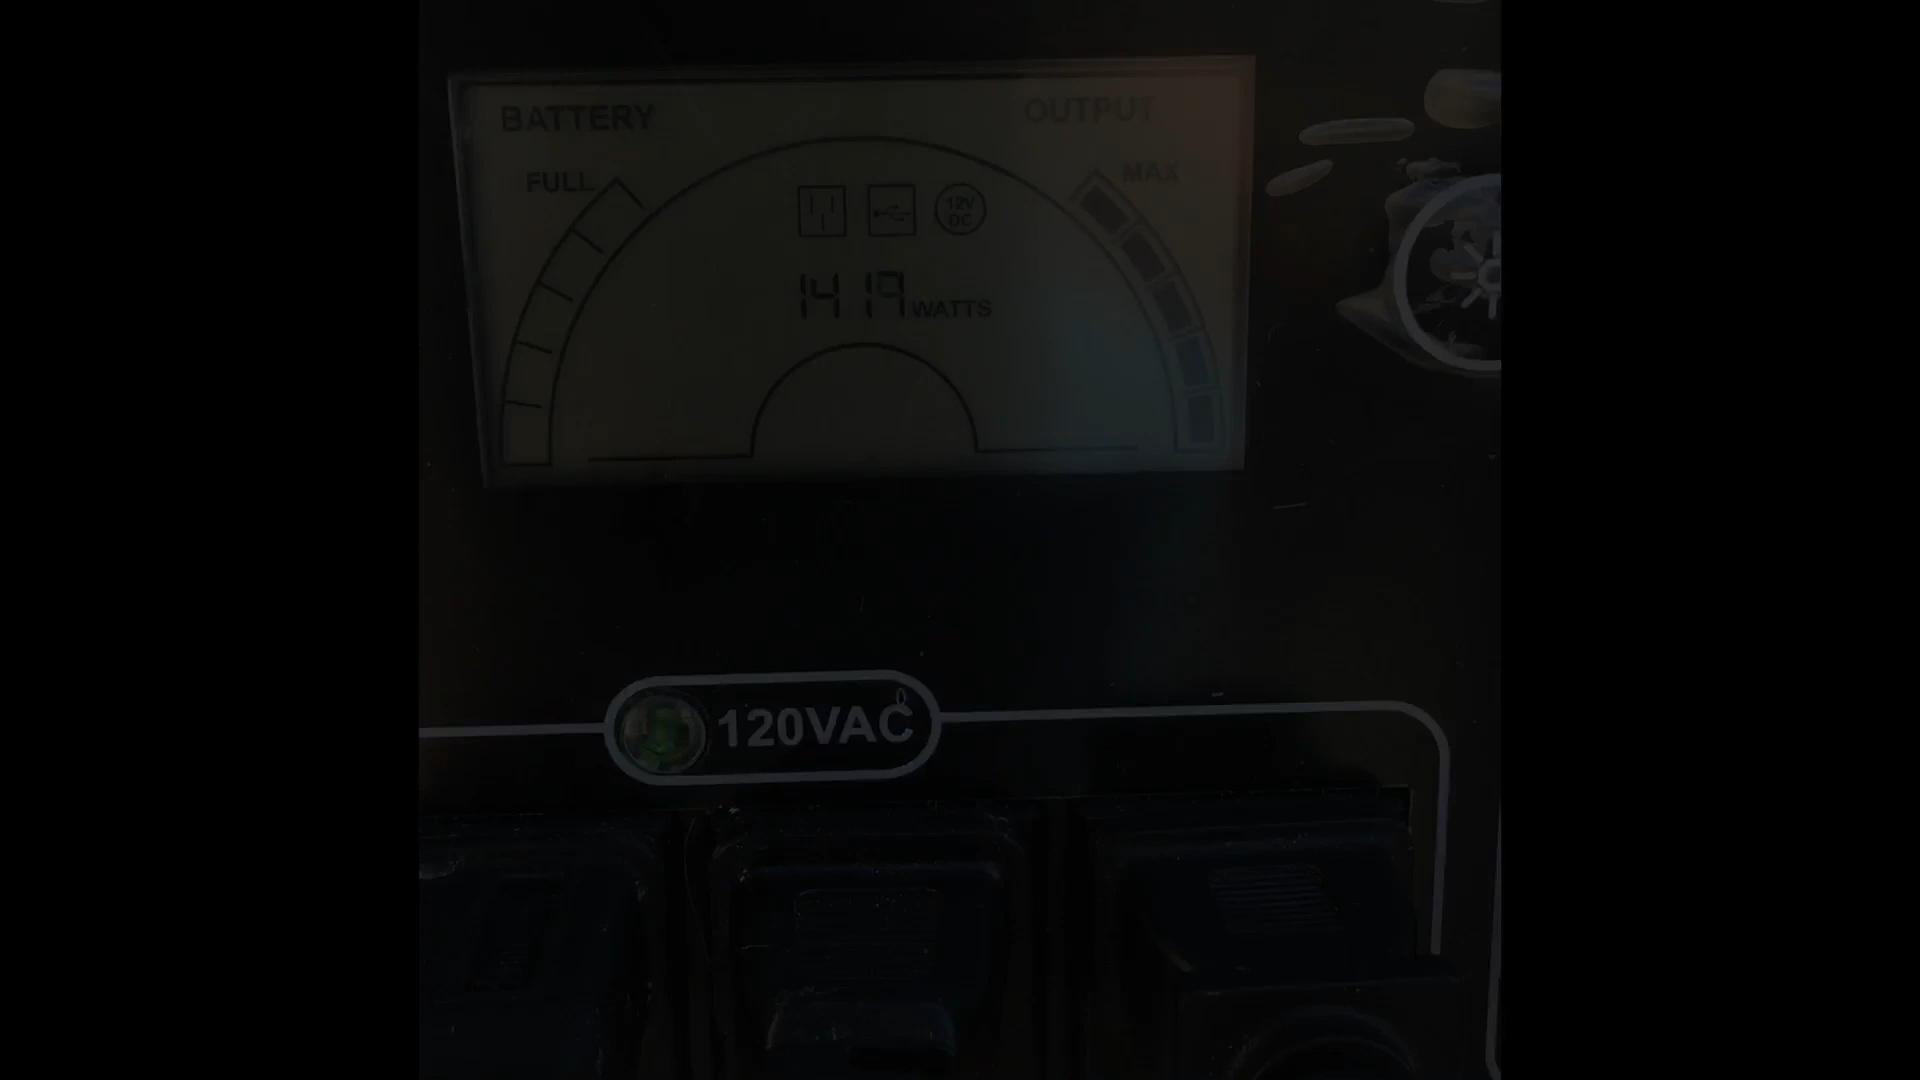 BATTERY
OUTPUT
FULL
MAX
12V
DC
1419 WATTS
120VAC